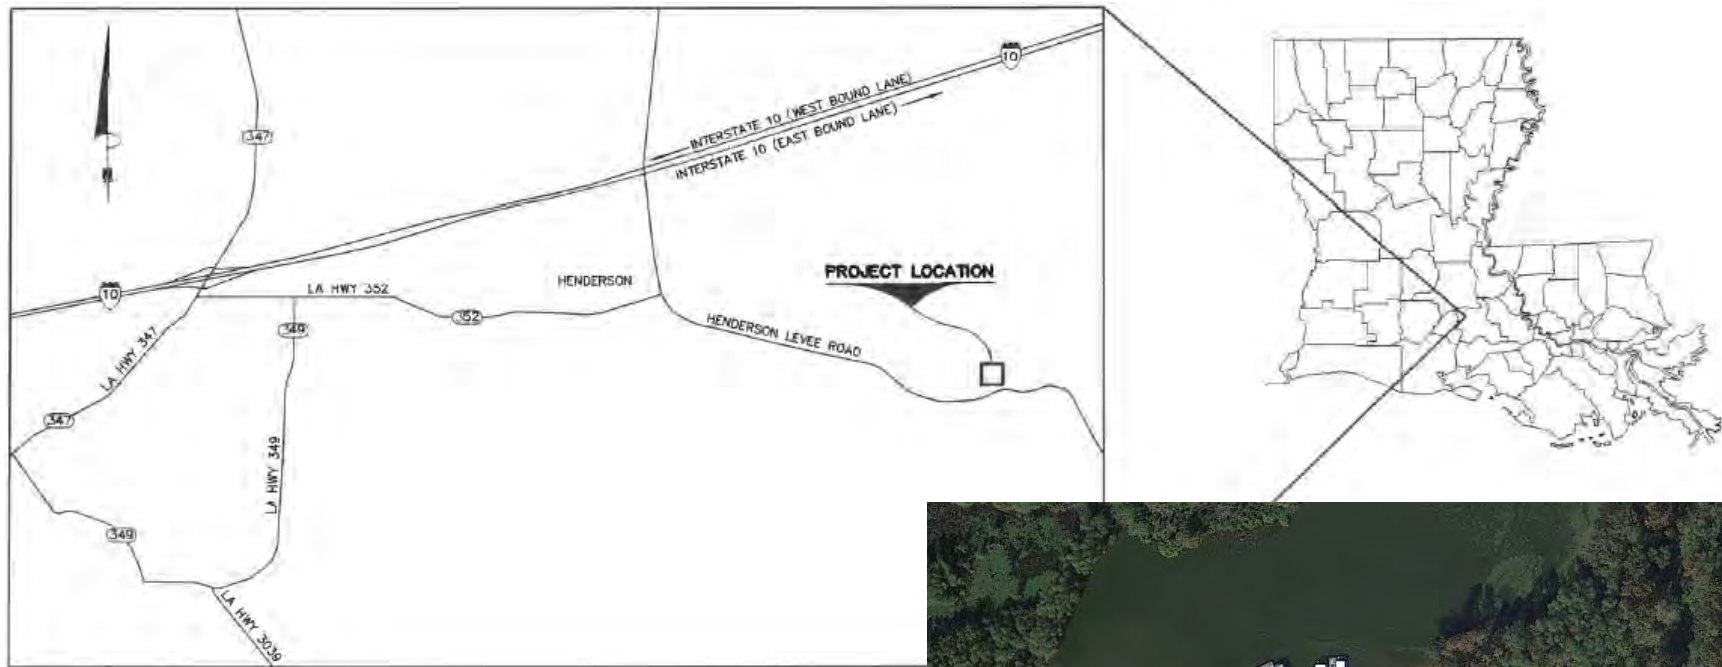 10
INTERSTATE 10 (WEST BOUND LANE)
INTERSTATE 10 (EAST BOUND LANE)
347
N
PROJECT LOCATION
HENDERSON
LA HWY 352
10
352
349
HENDERSON LEVEE ROAD
LA HWY 347
347
LA HWY 349
349
LA HWY 3039